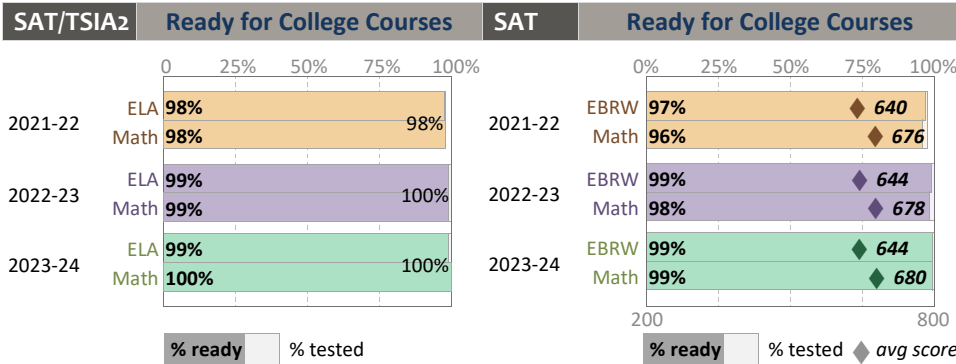 SAT/TSIA2 Ready for College Courses
0 25% 50% 75% 100%
2021-22
ELA 98%
Math 98%
98%
2022-23
ELA 99%
Math 99%
100%
2023-24
ELA 99%
Math 100%
100%
% ready % tested
SAT Ready for College Courses
0% 25% 50% 75% 100%
2021-22
EBRW 97% 640
Math 96% 676
2022-23
EBRW 99% 644
Math 98% 678
2023-24
EBRW 99% 644
Math 99% 680
200 800
% ready % tested avg score